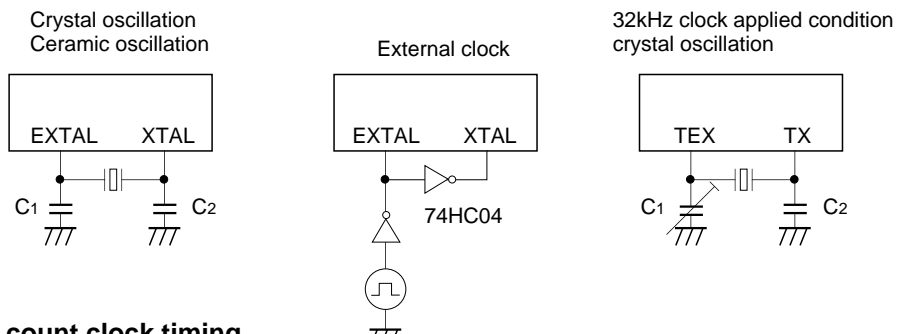 Crystal oscillation
Ceramic oscillation
External clock
32kHz clock applied condition
crystal oscillation
EXTAL XTAL
EXTAL XTAL
TEX TX
C1 C2
74HC04
C1 C2
count clock timing